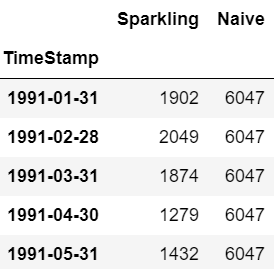 Sparkling Naive
TimeStamp
1991-01-31 1902 6047
1991-02-28 2049 6047
1991-03-31 1874 6047
1991-04-30 1279 6047
1991-05-31 1432 6047